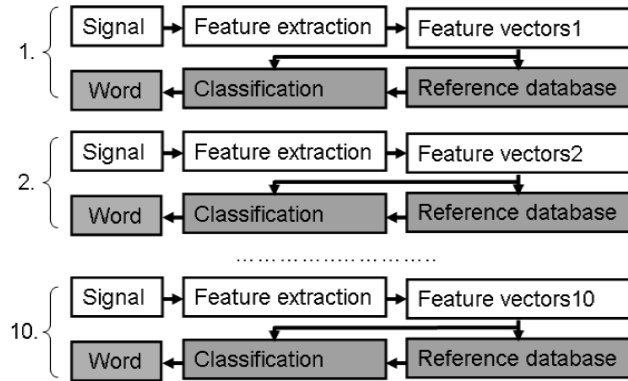 Signal Feature extraction Feature vectors1
1.
Word Classification Reference database
Signal Feature extraction Feature vectors2
2.
Word Classification Reference database
………………………..
Signal Feature extraction Feature vectors10
10.
Word Classification Reference database